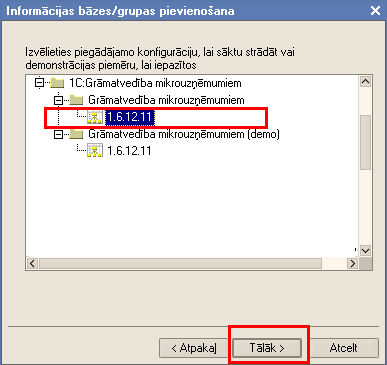 Informācijas bāzes/grupas pievienošana
Izvēlieties piegādājamo konfigurāciju, lai sāktu strādāt vai
demonstrācijas piemēru, lai iepazītos
1C:Grāmatvedība mikrouzņēmumiem
Grāmatvedība mikrouzņēmumiem
1.6.12.11
Grāmatvedība mikrouzņēmumiem (demo)
1.6.12.11
< Atpakaļ
Tālāk >
Atcelt